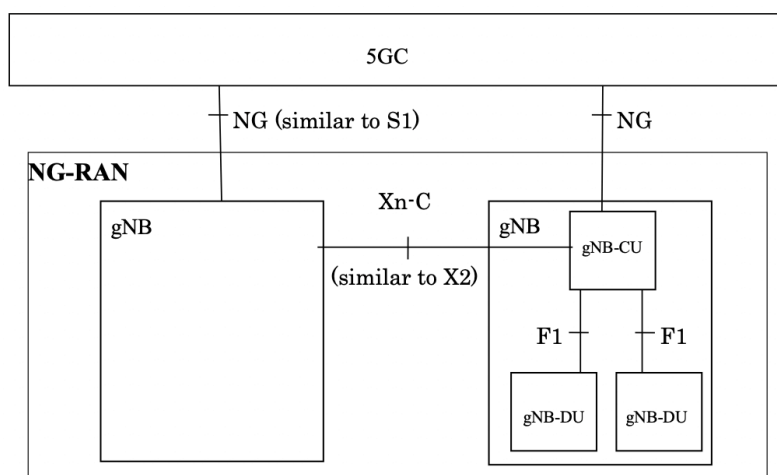 5GC
NG (similar to S1)
NG
NG-RAN
Xn-C
gNB
gNB
gNB-CU
(similar to X2)
F1
F1
gNB-DU
gNB-DU